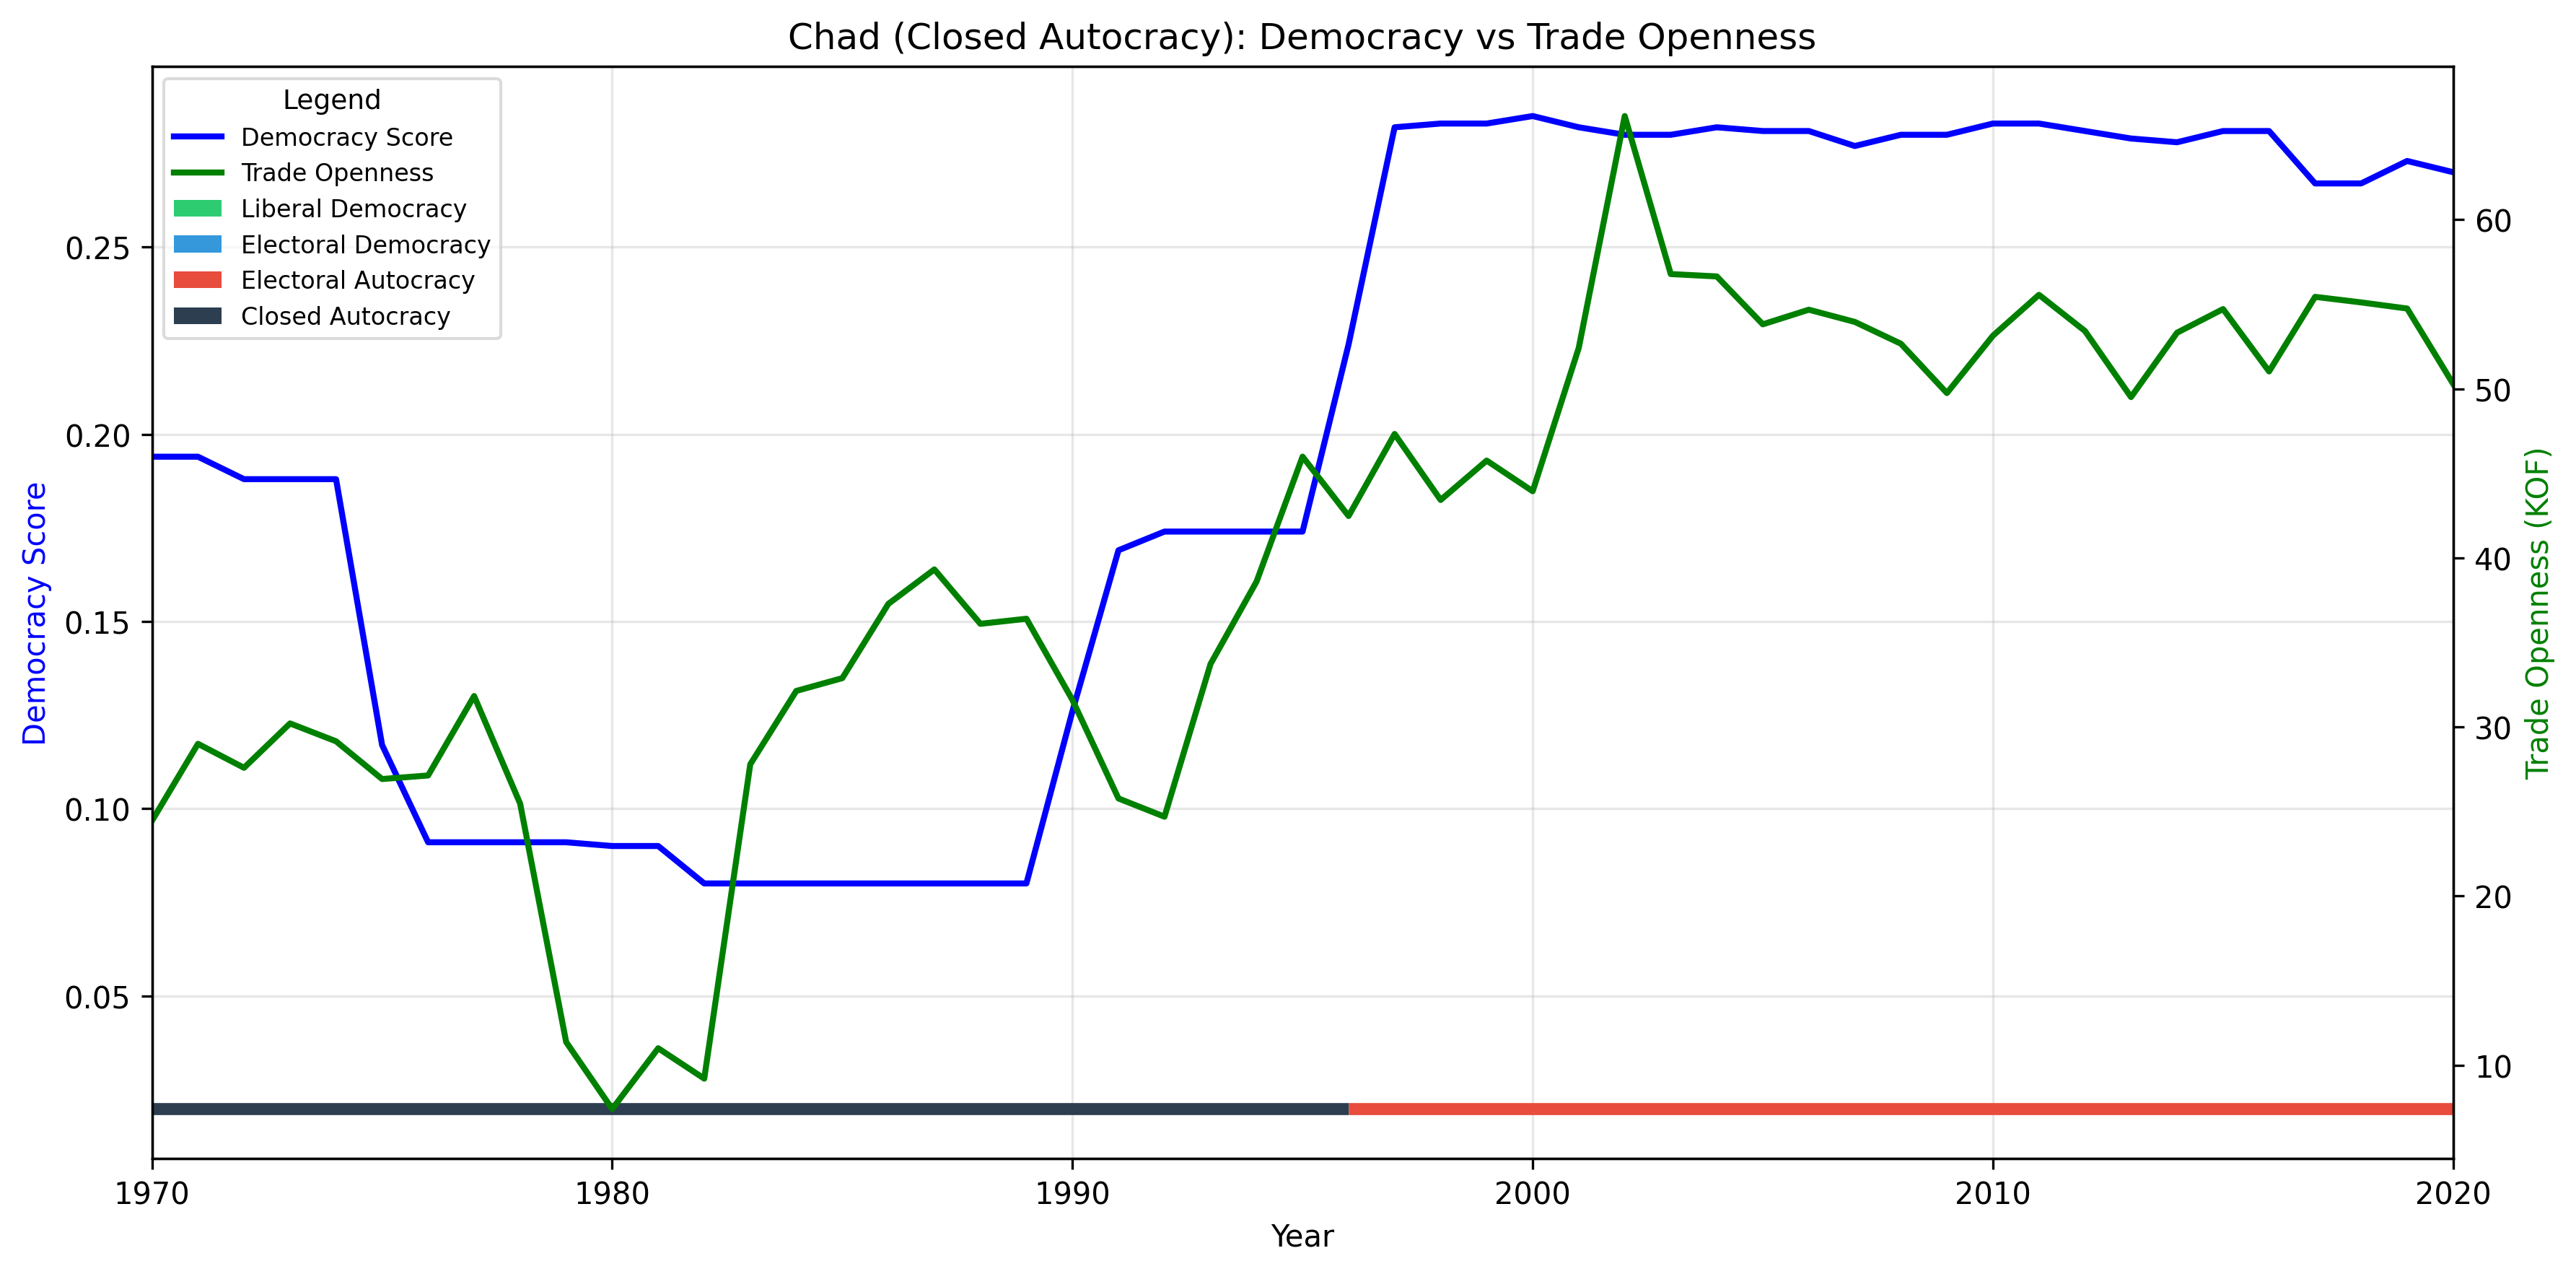 Chad (Closed Autocracy): Democracy vs Trade Openness
Legend
Democracy Score
Trade Openness
Liberal Democracy
Electoral Democracy
Electoral Autocracy
Closed Autocracy
Democracy Score
0.25
0.20
0.15
0.10
0.05
60
50
40
30
20
10
Trade Openness (KOF)
1970 1980 1990 2000 2010 2020
Year